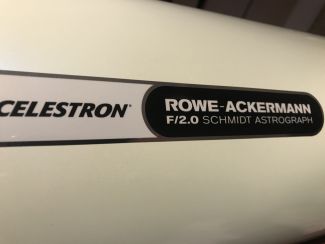 CELESTRON®
ROWE-ACKERMANN
F/2.0 SCHMIDT ASTROGRAPH